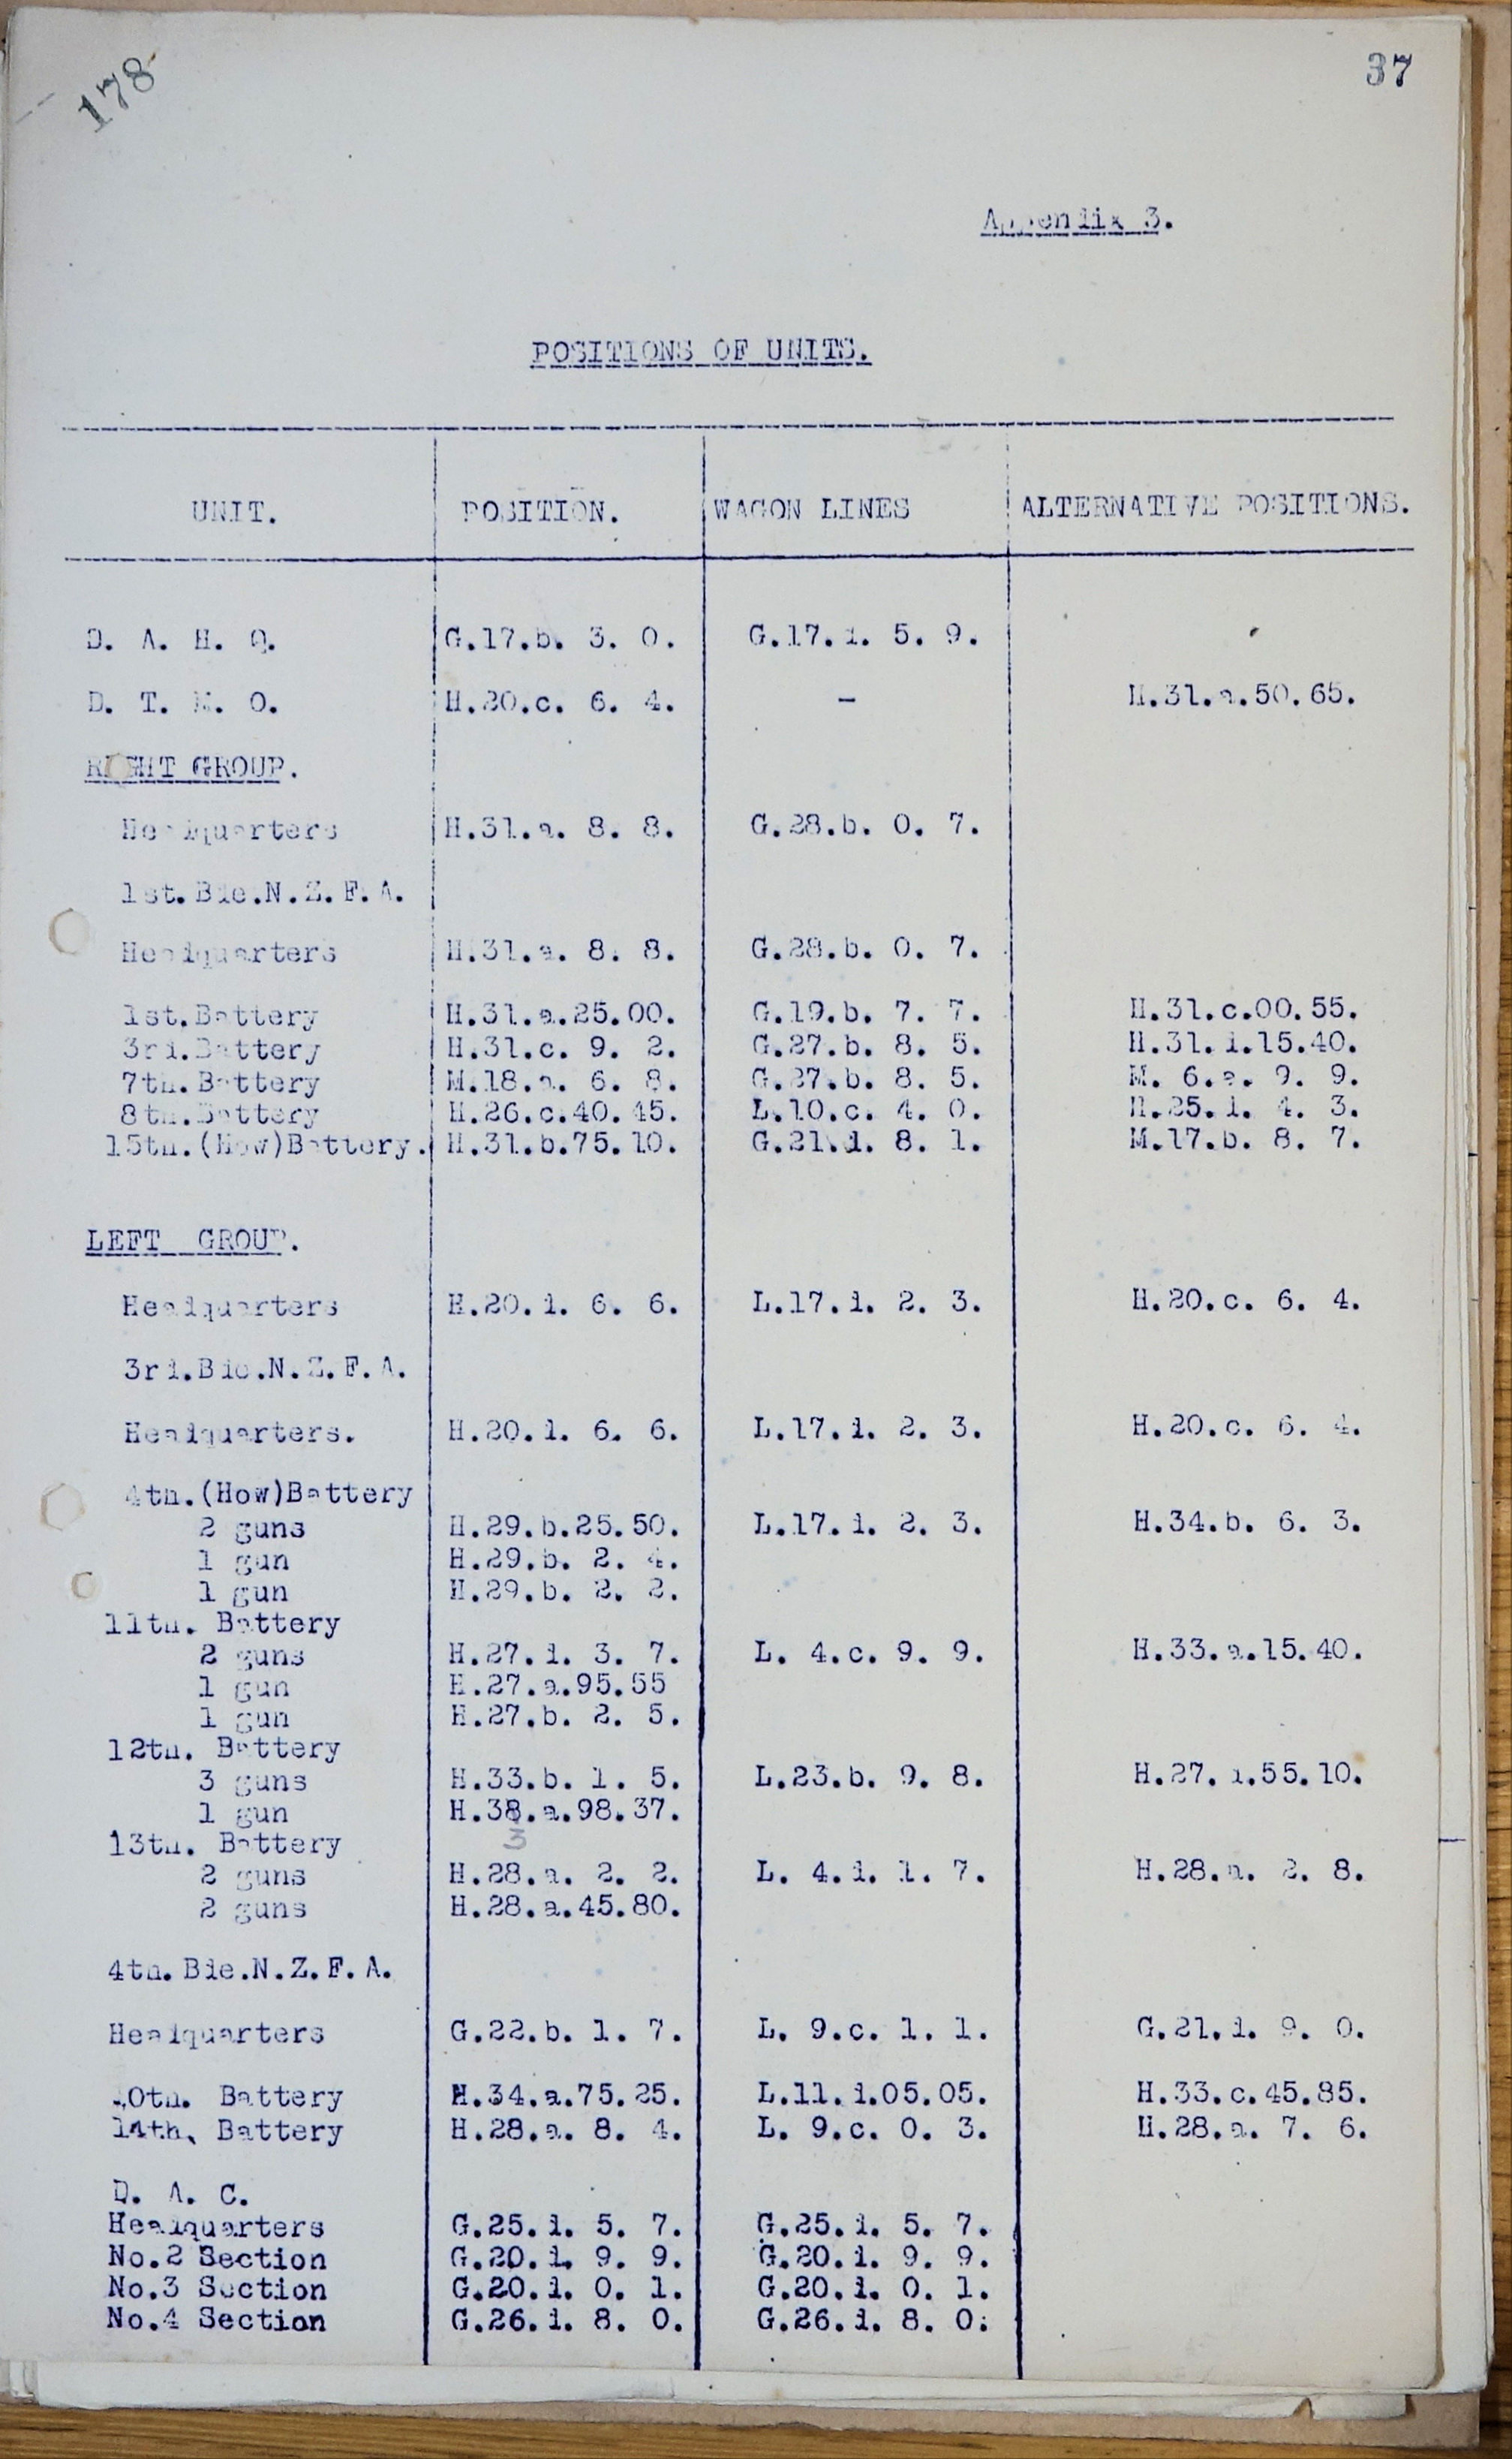 178
37
Appendix 3.
POSITIONS OF UNITS.
UNIT. POSITION. WAGON LINES ALTERNATIVE POSITIONS.
D. A. H. Q. G.17.b. 3. 0. G.17.d. 5. 9.
D. T. M. O. H.20.c. 6. 4. - H.31.a.50.65.
RIGHT GROUP.
Headquarters H.31.a. 8. 8. G.28.b. 0. 7.
1st.Bde.N.Z.F.A.
Headquarters H.31.a. 8. 8. G.28.b. 0. 7.
1st.Battery H.31.a.25.00. G.19.b. 7. 7. H.31.c.00.55.
3rd.Battery H.31.c. 9. 2. G.27.b. 8. 5. H.31.d.15.40.
7th.Battery M.18.a. 6. 8. G.27.b. 8. 5. M. 6.a. 9. 9.
8th.Battery H.26.c.40.45. L.10.c. 4. 0. H.25.d. 4. 3.
15th.(How)Battery. H.31.b.75.10. G.21.d. 8. 1. M.17.b. 8. 7.
LEFT GROUP.
Headquarters H.20.d. 6. 6. L.17.d. 2. 3. H.20.c. 6. 4.
3rd.Bde.N.Z.F.A.
Headquarters. H.20.d. 6. 6. L.17.d. 2. 3. H.20.c. 6. 4.
4th.(How)Battery
2 guns H.29.b.25.50. L.17.d. 2. 3. H.34.b. 6. 3.
1 gun H.29.b. 2. 4.
1 gun H.29.b. 2. 2.
11th. Battery
2 guns H.27.d. 3. 7. L. 4.c. 9. 9. H.33.a.15.40.
1 gun H.27.a.95.55
1 gun H.27.b. 2. 5.
12th. Battery
3 guns H.33.b. 1. 5. L.23.b. 9. 8. H.27.d.55.10.
1 gun H.38.a.98.37.
3
13th. Battery
2 guns H.28.a. 2. 2. L. 4.d. 1. 7. H.28.a. 2. 8.
2 guns H.28.a.45.80.
4th.Bde.N.Z.F.A.
Headquarters G.22.b. 1. 7. L. 9.c. 1. 1. G.21.d. 9. 0.
10th. Battery H.34.a.75.25. L.11.d.05.05. H.33.c.45.85.
14th. Battery H.28.a. 8. 4. L. 9.c. 0. 3. H.28.a. 7. 6.
D. A. C.
Headquarters G.25.d. 5. 7. G.25.d. 5. 7.
No.2 Section G.20.d. 9. 9. G.20.d. 9. 9.
No.3 Section G.20.d. 0. 1. G.20.d. 0. 1.
No.4 Section G.26.d. 8. 0. G.26.d. 8. 0.